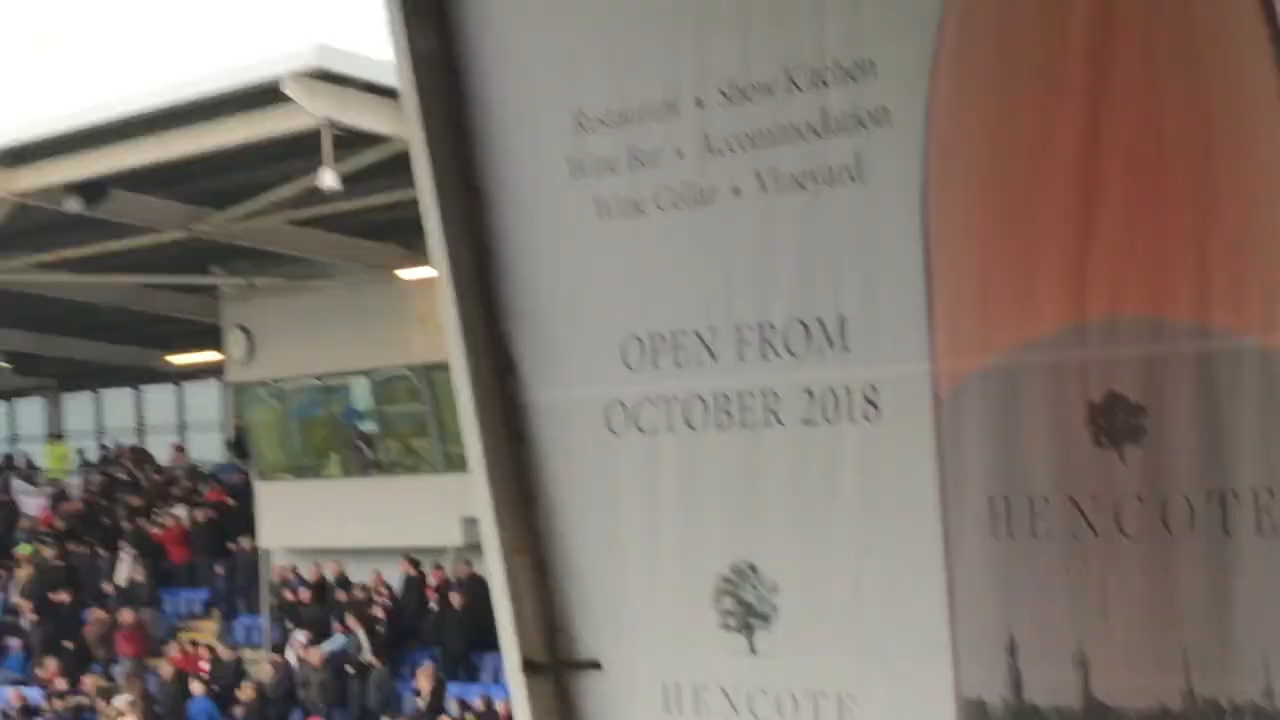 Restaurant • Show Kitchen
Wine Bar • Accommodation
Wine Cellar • Vineyard
OPEN FROM
OCTOBER 2018
HENCOTE
HENCOTE